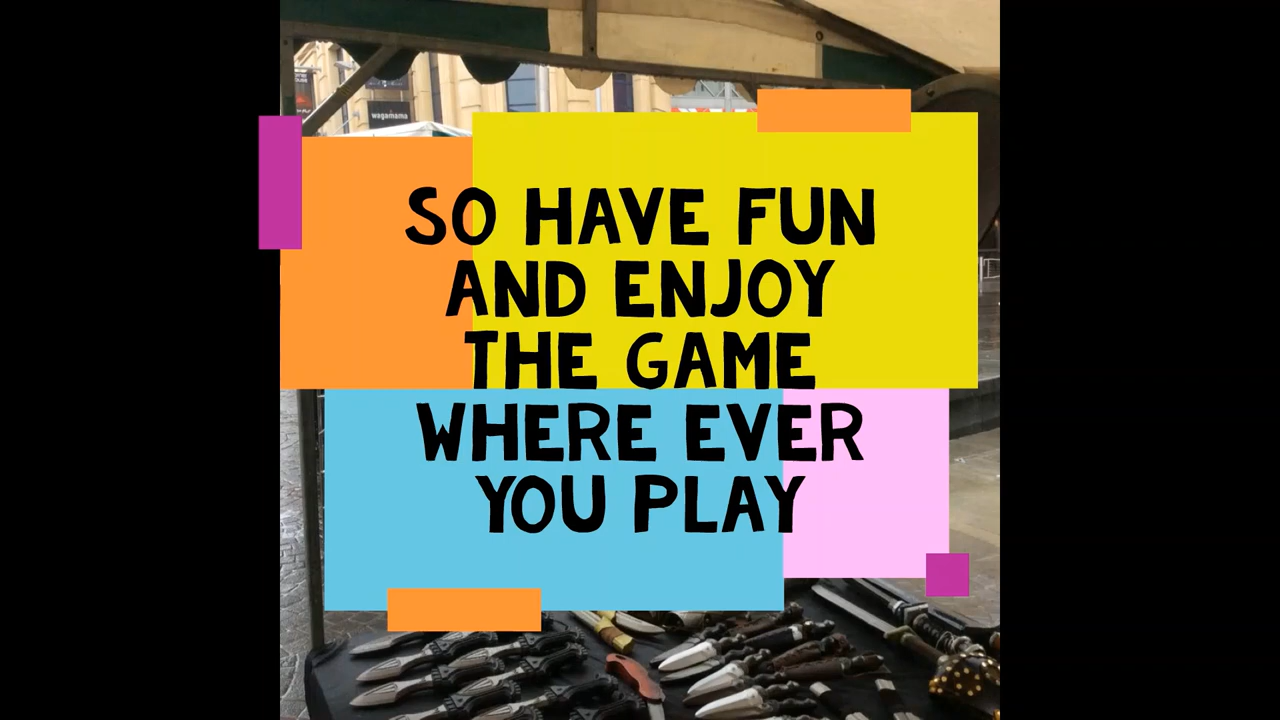 wagamama
SO HAVE FUN
AND ENJOY
THE GAME
WHERE EVER
YOU PLAY